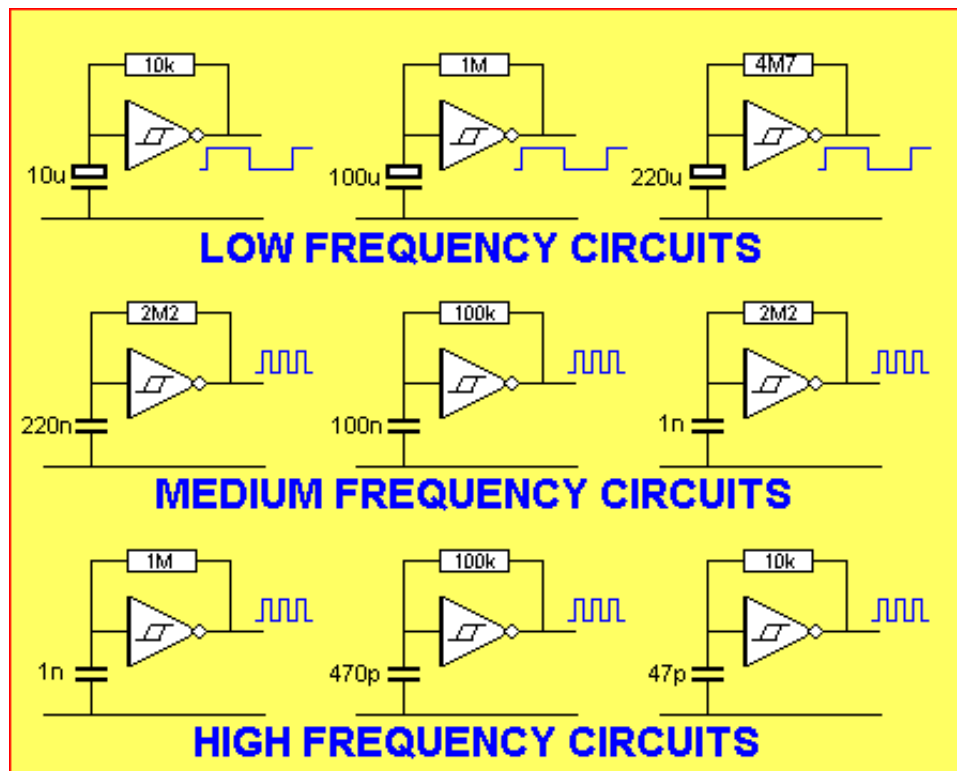 10k 1M 4M7
10u 100u 220u
LOW FREQUENCY CIRCUITS
2M2 100k 2M2
220n 100n 1n
MEDIUM FREQUENCY CIRCUITS
1M 100k 10k
1n 470p 47p
HIGH FREQUENCY CIRCUITS